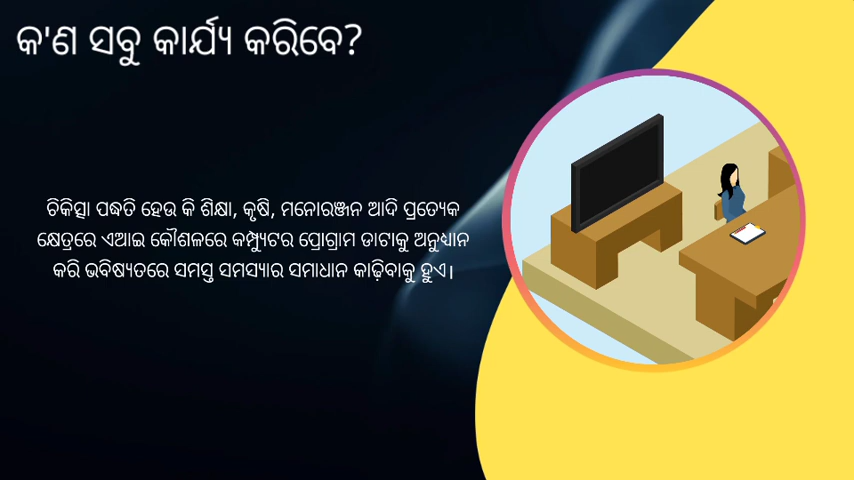 କ'ଣ ସବୁ କାର୍ଯ୍ୟ କରିବେ?
ଚିକିତ୍ସା ପଦ୍ଧତି ହେଉ କି ଶିକ୍ଷା, କୃଷି, ମନୋରଞ୍ଜନ ଆଦି ପ୍ରତ୍ୟେକ
କ୍ଷେତ୍ରରେ ଏଆଇ କୌଶଳରେ କମ୍ପ୍ୟୁଟର ପ୍ରୋଗ୍ରାମ ଡାଟାକୁ ଅନୁଧ୍ୟାନ
କରି ଭବିଷ୍ୟତରେ ସମସ୍ତ ସମସ୍ୟାର ସମାଧାନ କାଢ଼ିବାକୁ ହୁଏ।